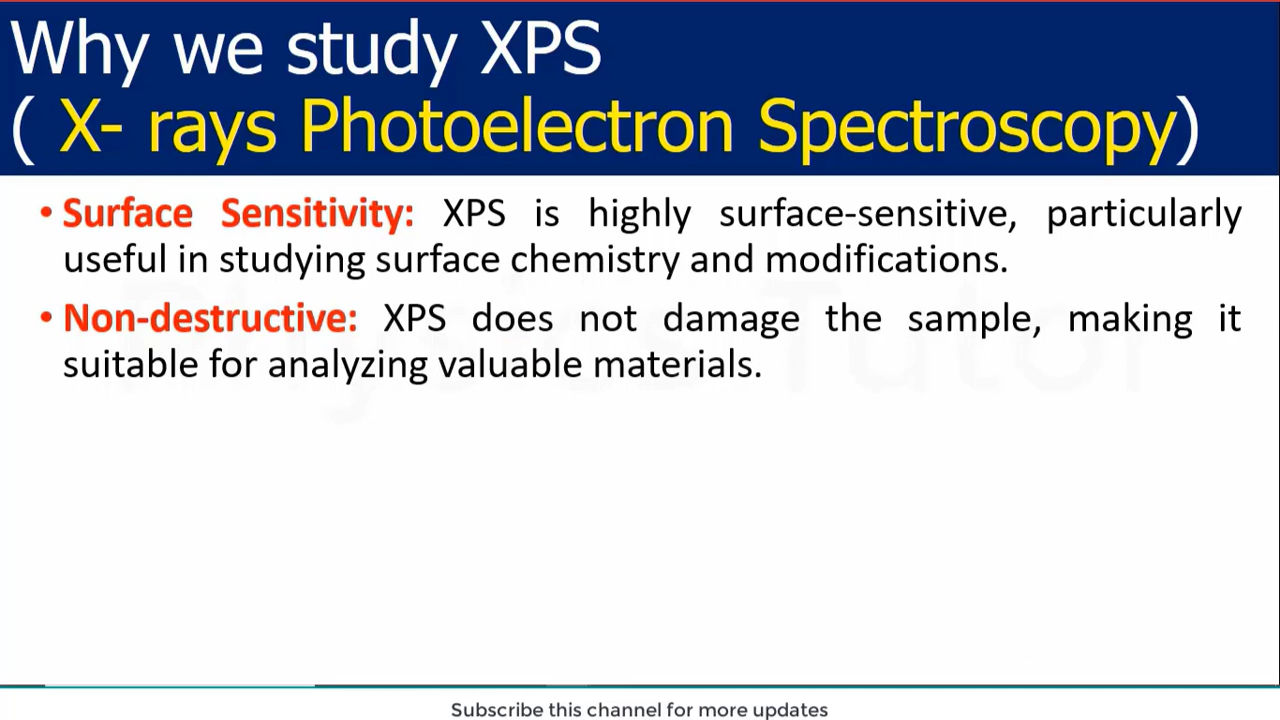 Why we study XPS
( X- rays Photoelectron Spectroscopy)
• Surface Sensitivity: XPS is highly surface-sensitive, particularly
useful in studying surface chemistry and modifications.
• Non-destructive: XPS does not damage the sample, making it
suitable for analyzing valuable materials.
Physics Tutor
Subscribe this channel for more updates